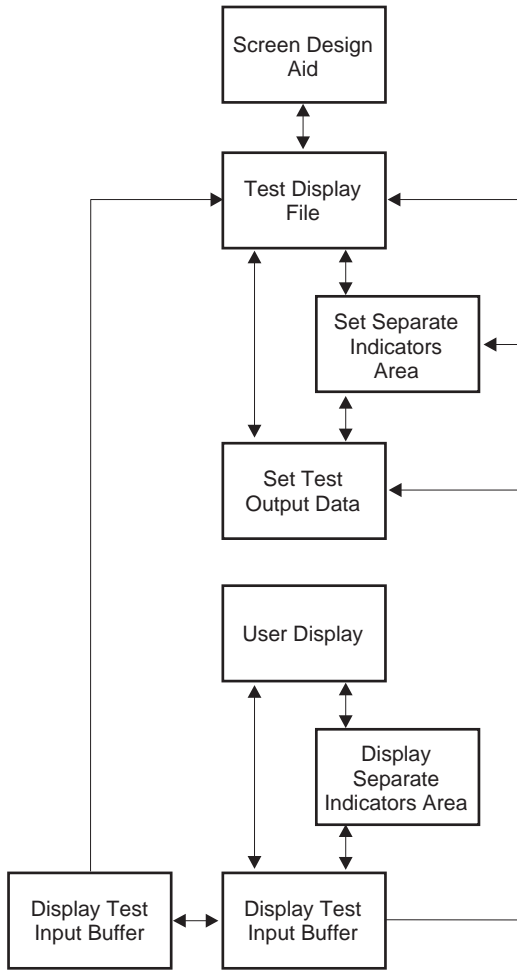 Screen Design
Aid
Test Display
File
Set Separate
Indicators
Area
Set Test
Output Data
User Display
Display
Separate
Indicators Area
Display Test
Input Buffer
Display Test
Input Buffer